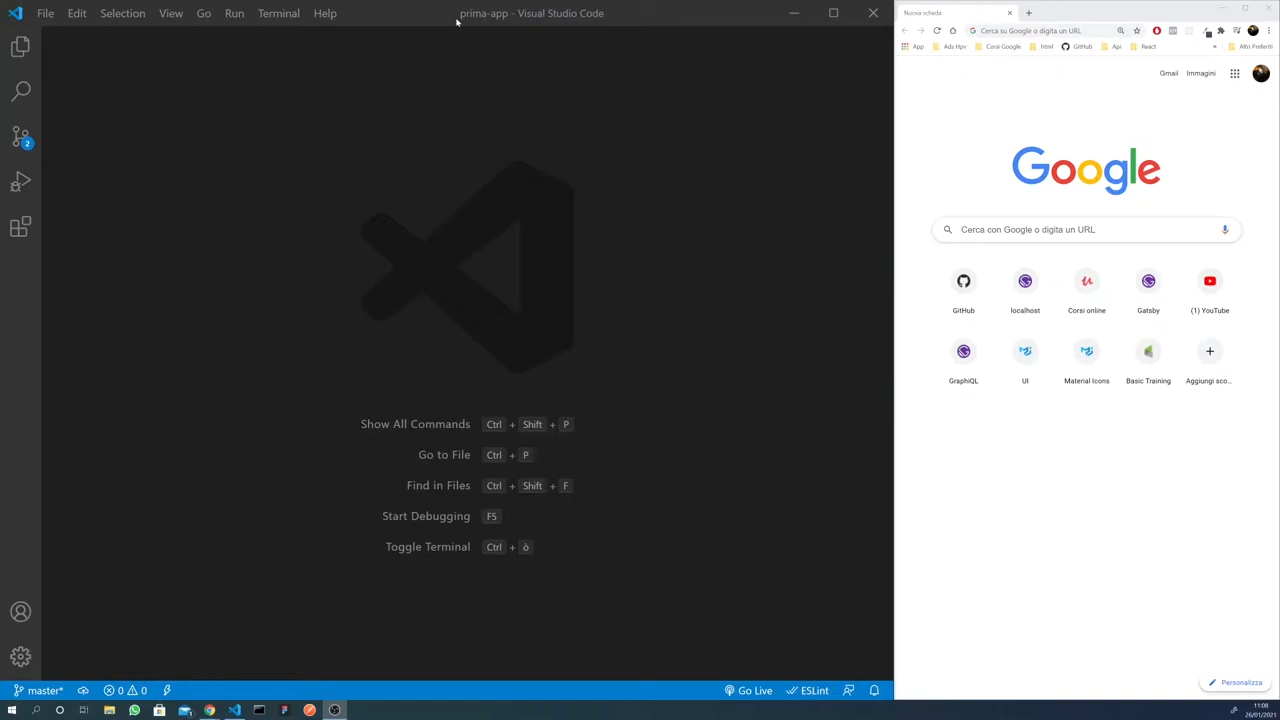 File Edit Selection View Go Run Terminal Help
prima-app - Visual Studio Code
2
Show All Commands Ctrl + Shift + P
Go to File Ctrl + P
Find in Files Ctrl + Shift + F
Start Debugging F5
Toggle Terminal Ctrl + ò
master* 0 0 Go Live ESLint
Nuova scheda
Cerca su Google o digita un URL
App Ads Hpv Corsi Google html GitHub Api React » Altri Preferiti
Gmail Immagini
Google
Cerca con Google o digita un URL
GitHub localhost Corsi online Gatsby (1) YouTube
GraphiQL UI Material Icons Basic Training Aggiungi sco...
Personalizza
11:08
26/01/2021